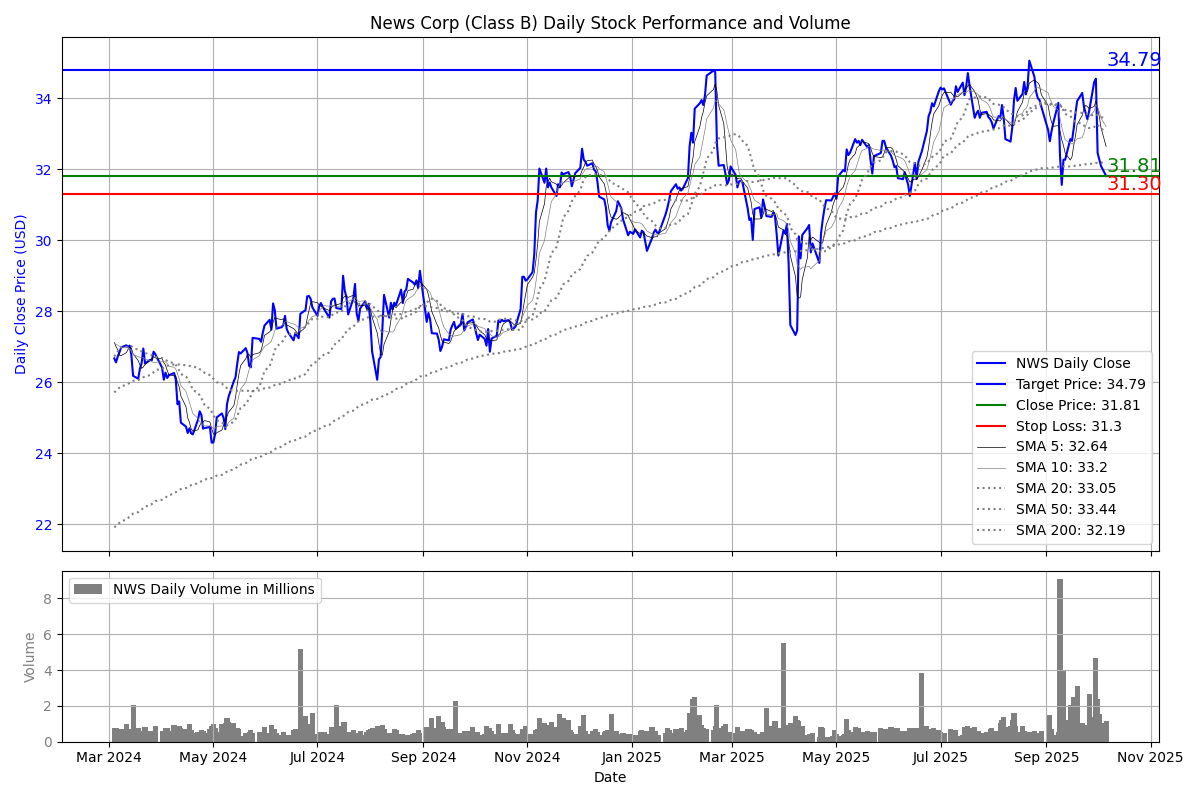 News Corp (Class B) Daily Stock Performance and Volume
Daily Close Price (USD)
34
32
30
28
26
24
22
34.79
31.81
31.30
NWS Daily Close
Target Price: 34.79
Close Price: 31.81
Stop Loss: 31.3
SMA 5: 32.64
SMA 10: 33.2
SMA 20: 33.05
SMA 50: 33.44
SMA 200: 32.19
NWS Daily Volume in Millions
Volume
8
6
4
2
0
Mar 2024 May 2024 Jul 2024 Sep 2024 Nov 2024 Jan 2025 Mar 2025 May 2025 Jul 2025 Sep 2025 Nov 2025
Date